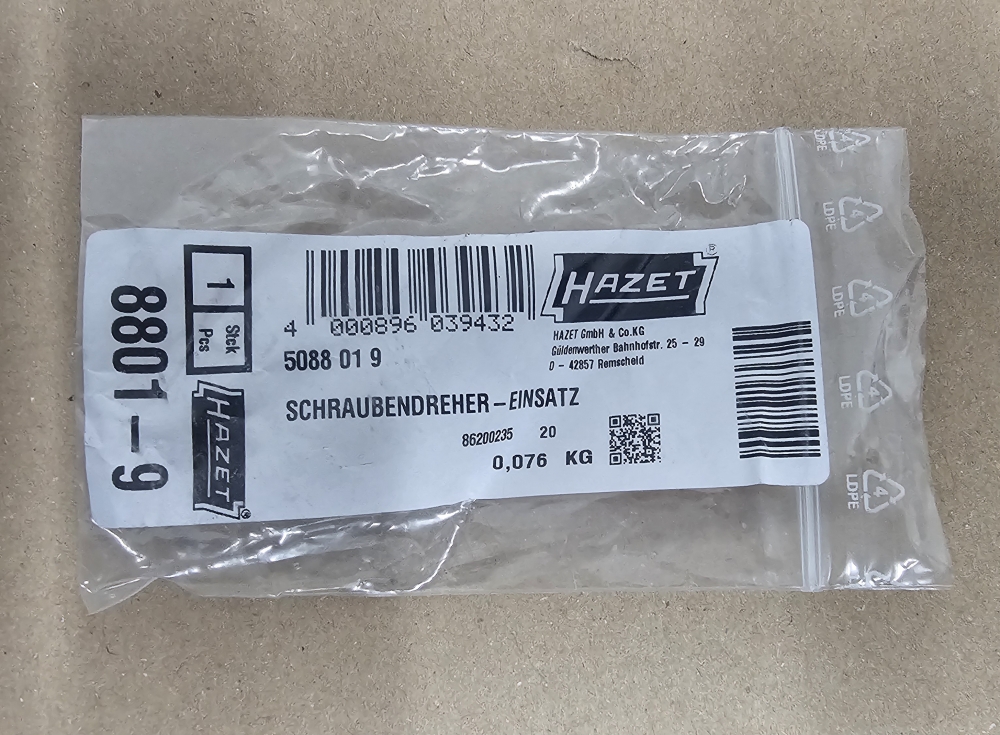 8801-9
1
Stck
Pcs
HAZET®
4 000896 039432
5088 01 9
SCHRAUBENDREHER-EINSATZ
86200235 20
0,076 KG
HAZET®
HAZET GmbH & Co.KG
Güldenwerther Bahnhofstr. 25 - 29
D - 42857 Remscheid
4
LDPE
4
LDPE
4
LDPE
4
LDPE
4
LDPE